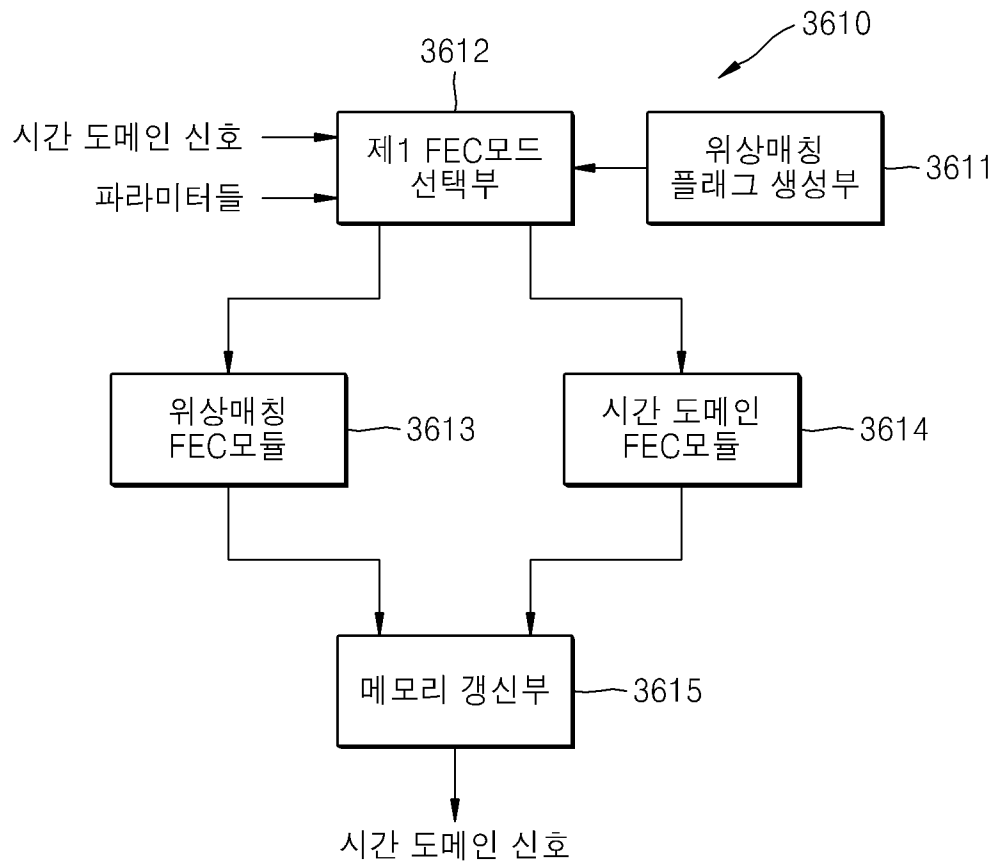 3610
3612
시간 도메인 신호
파라미터들
제1 FEC모드
선택부
위상매칭
플래그 생성부
3611
위상매칭
FEC모듈
3613
시간 도메인
FEC모듈
3614
메모리 갱신부
3615
시간 도메인 신호